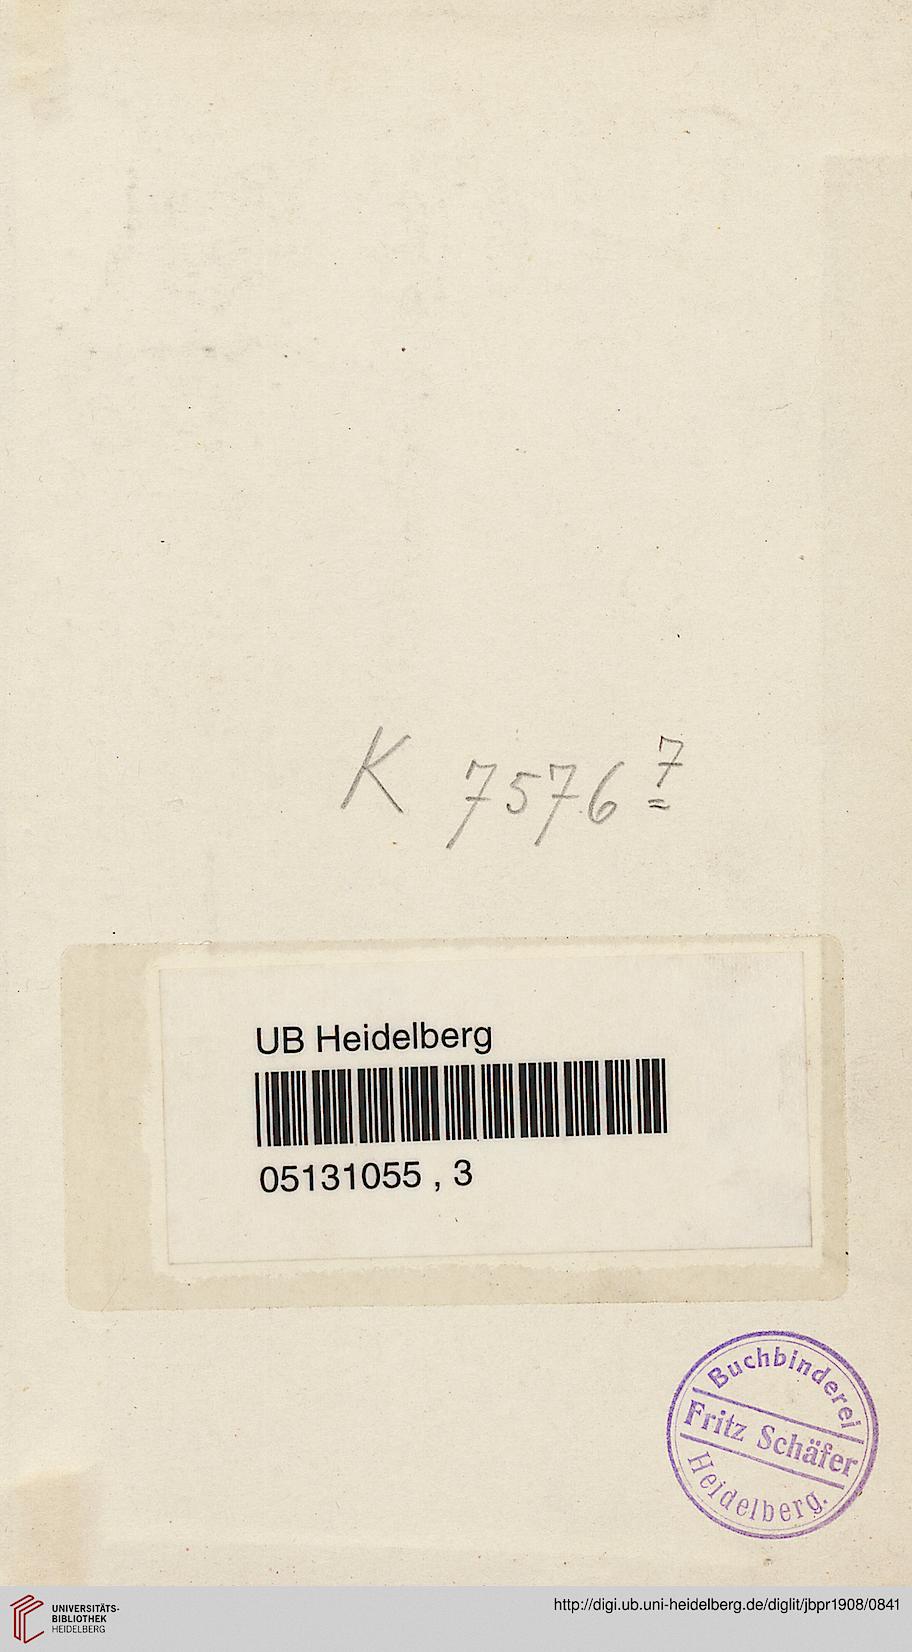 K 7576 7
UB Heidelberg
05131055 , 3
Buchbinderei
Fritz Schäfer
Heidelberg.
UNIVERSITÄTS-
BIBLIOTHEK
HEIDELBERG
http://digi.ub.uni-heidelberg.de/diglit/jbpr1908/0841